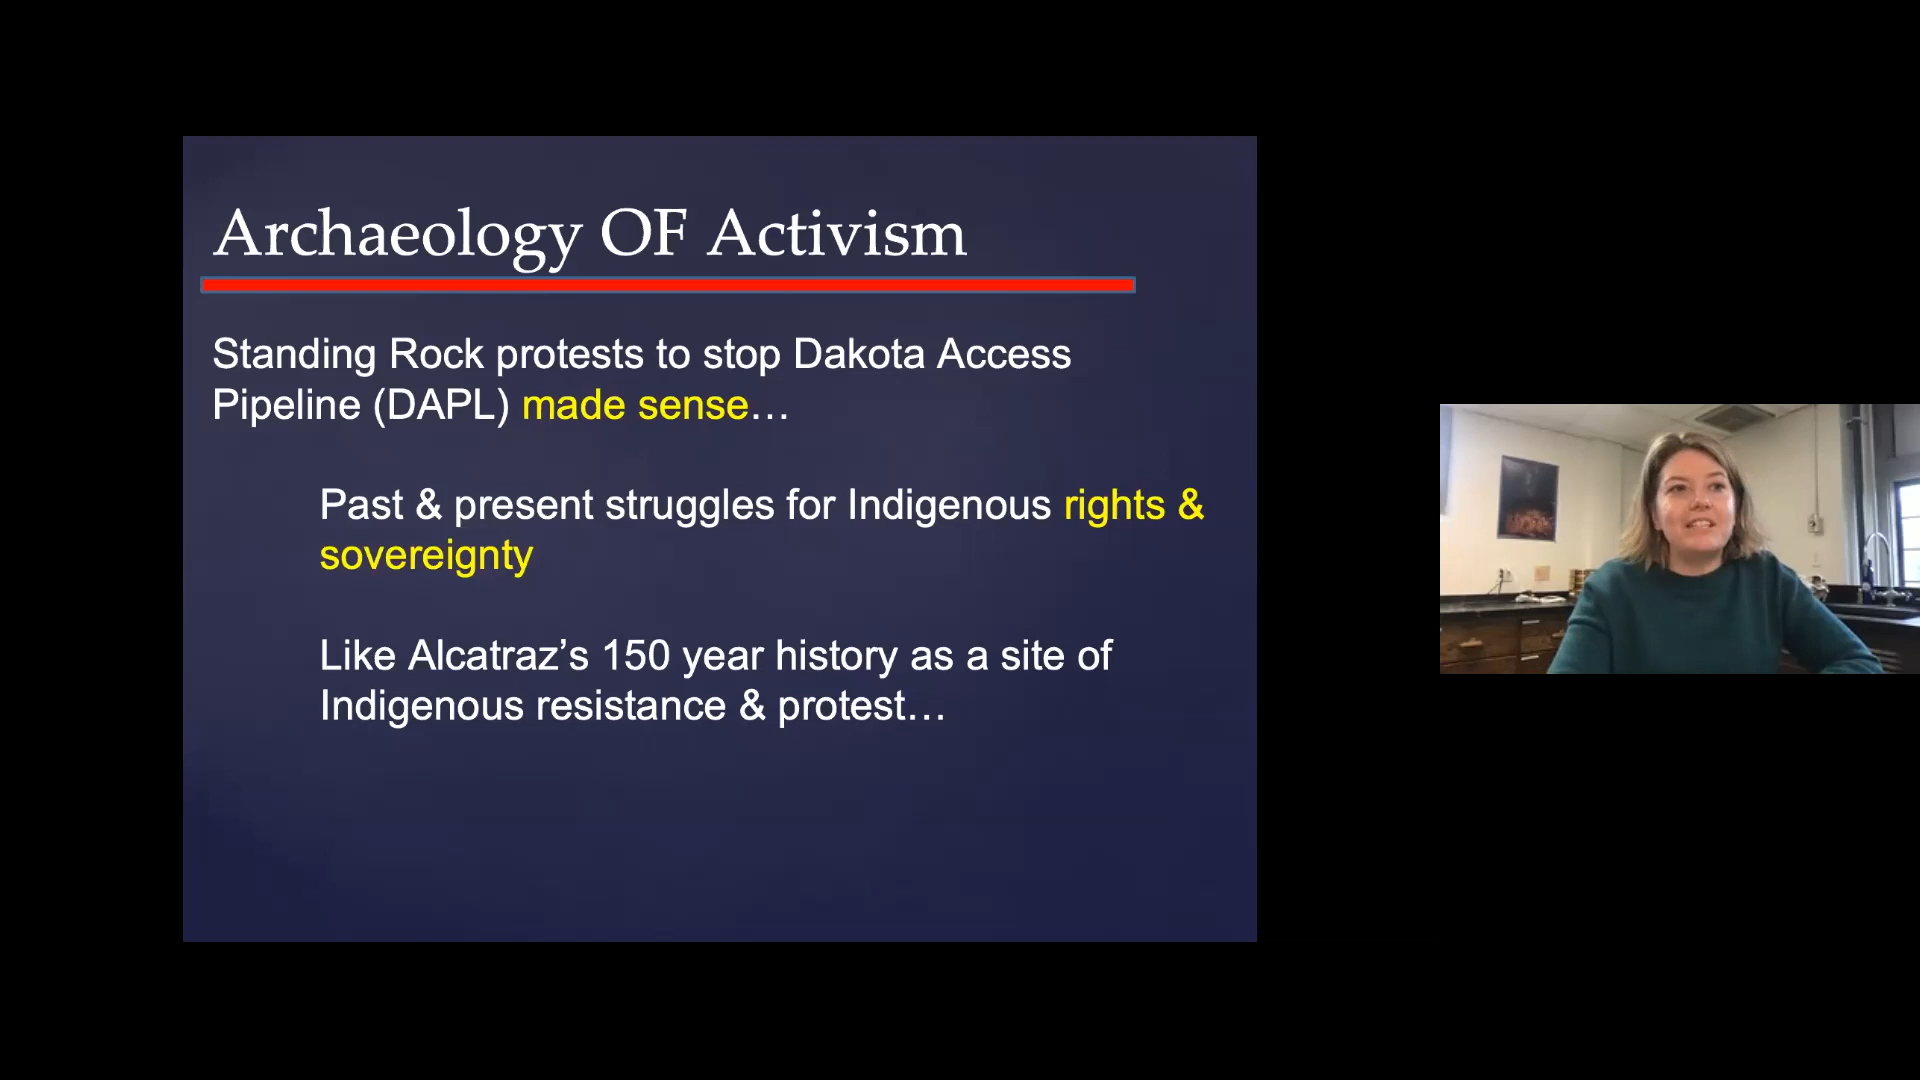 Archaeology OF Activism
Standing Rock protests to stop Dakota Access
Pipeline (DAPL) made sense…
Past & present struggles for Indigenous rights &
sovereignty
Like Alcatraz’s 150 year history as a site of
Indigenous resistance & protest…